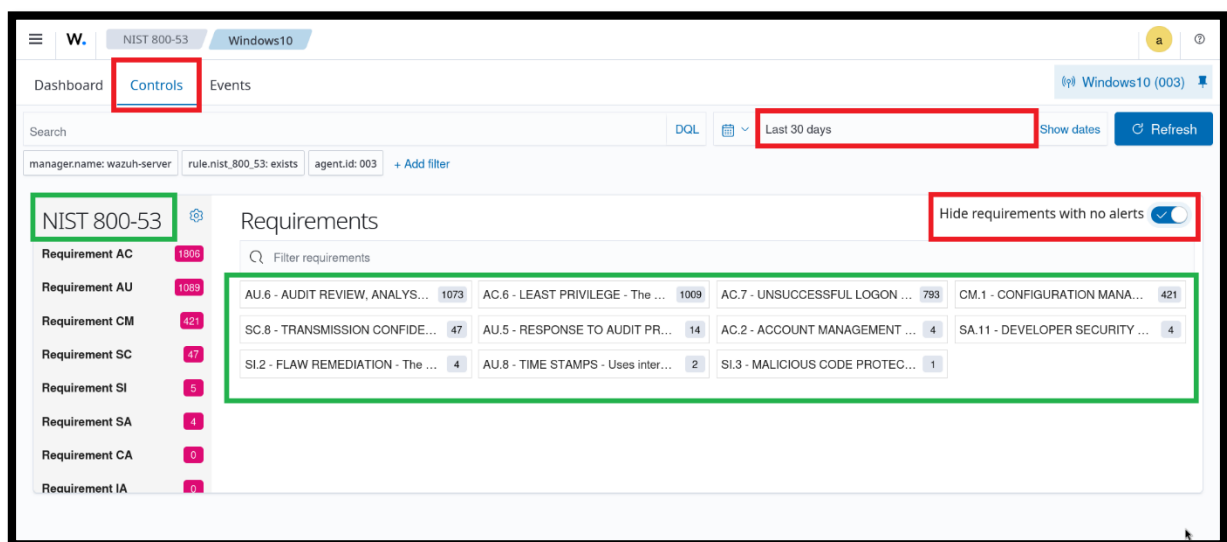 W. NIST 800-53 Windows10 a
Dashboard Controls Events Windows10 (003)
Search DQL Last 30 days Show dates Refresh
manager.name: wazuh-server rule.nist_800_53: exists agent.id: 003 + Add filter
NIST 800-53 Requirements Hide requirements with no alerts
Requirement AC 1806 Filter requirements
Requirement AU 1089
AU.6 - AUDIT REVIEW, ANALYS... 1073 AC.6 - LEAST PRIVILEGE - The ... 1009 AC.7 - UNSUCCESSFUL LOGON ... 793 CM.1 - CONFIGURATION MANA... 421
Requirement CM 421
SC.8 - TRANSMISSION CONFIDE... 47 AU.5 - RESPONSE TO AUDIT PR... 14 AC.2 - ACCOUNT MANAGEMENT ... 4 SA.11 - DEVELOPER SECURITY ... 4
Requirement SC 47
SI.2 - FLAW REMEDIATION - The ... 4 AU.8 - TIME STAMPS - Uses inter... 2 SI.3 - MALICIOUS CODE PROTEC... 1
Requirement SI 5
Requirement SA 4
Requirement CA 0
Requirement IA 0